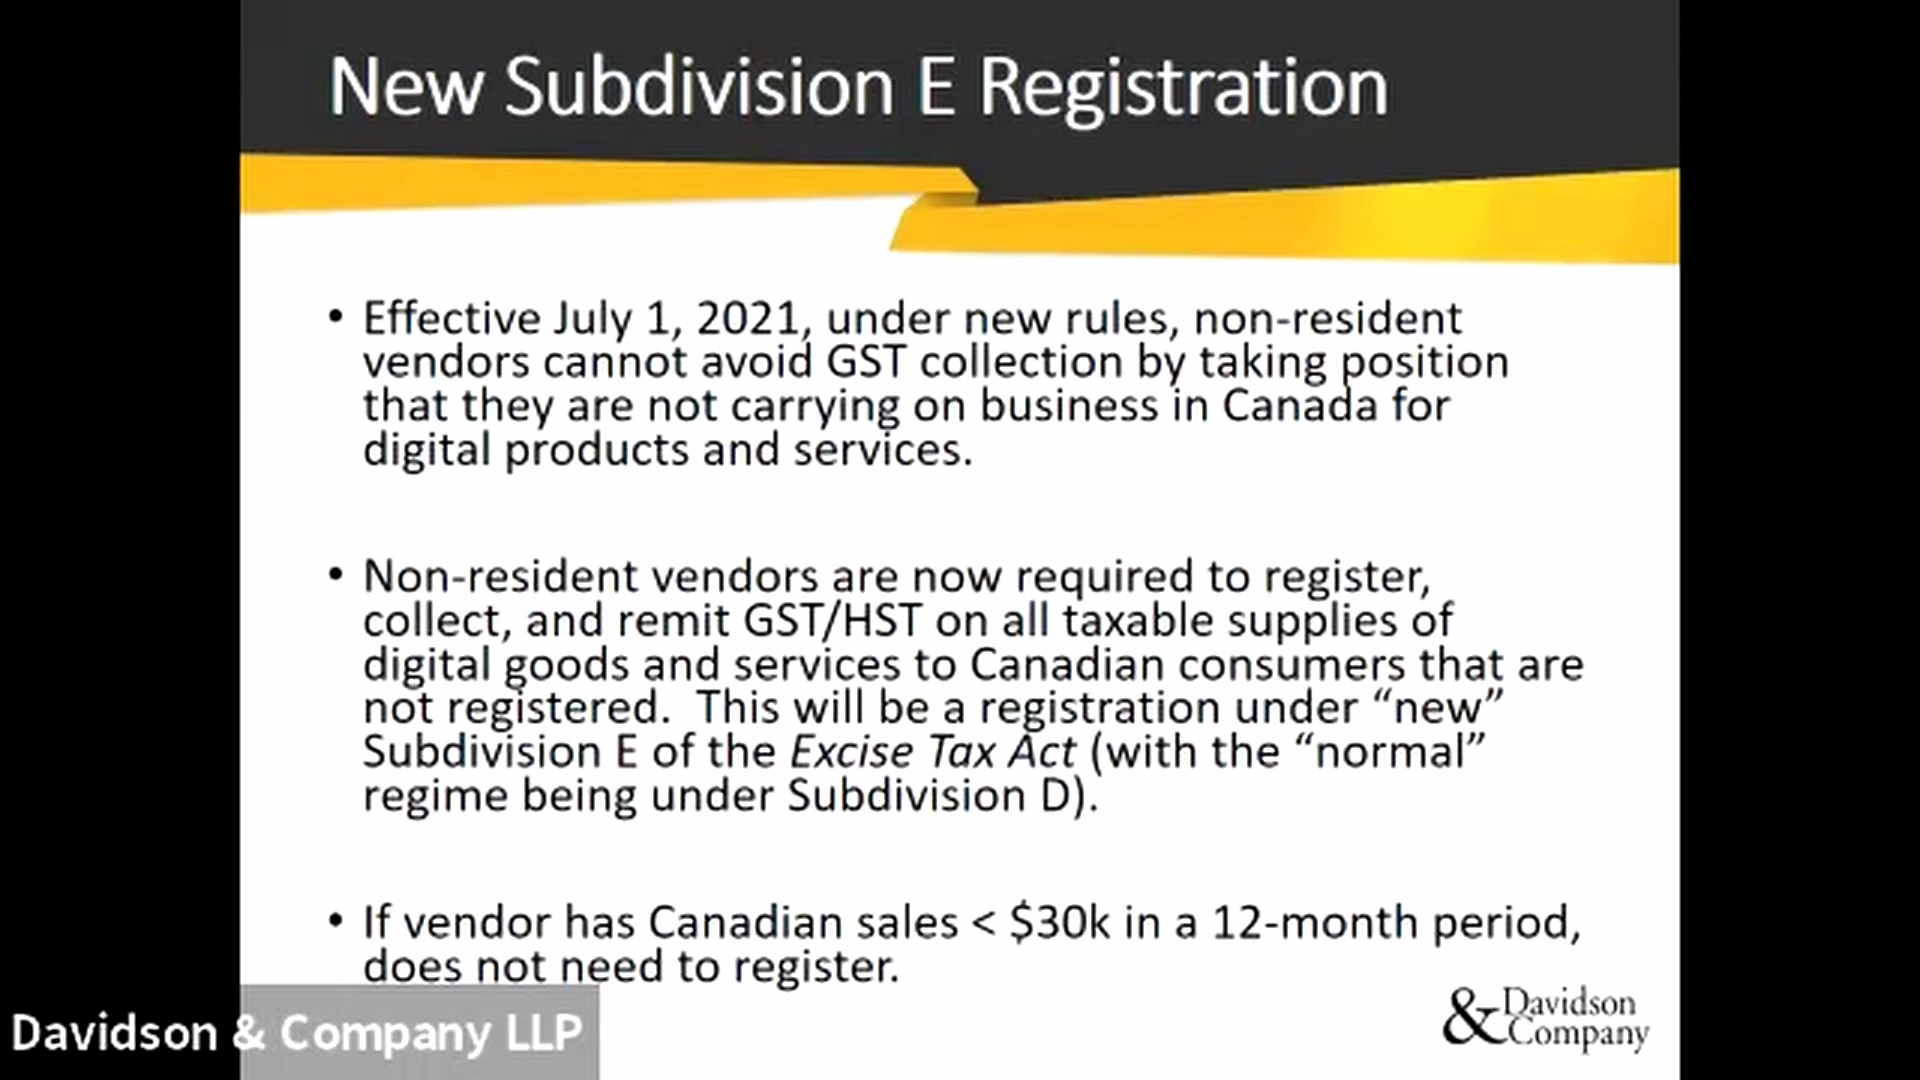 New Subdivision E Registration
• Effective July 1, 2021, under new rules, non-resident
vendors cannot avoid GST collection by taking position
that they are not carrying on business in Canada for
digital products and services.
• Non-resident vendors are now required to register,
collect, and remit GST/HST on all taxable supplies of
digital goods and services to Canadian consumers that are
not registered.  This will be a registration under “new”
Subdivision E of the Excise Tax Act (with the “normal”
regime being under Subdivision D).
• If vendor has Canadian sales < $30k in a 12-month period,
does not need to register.
Davidson & Company LLP
& Davidson
Company